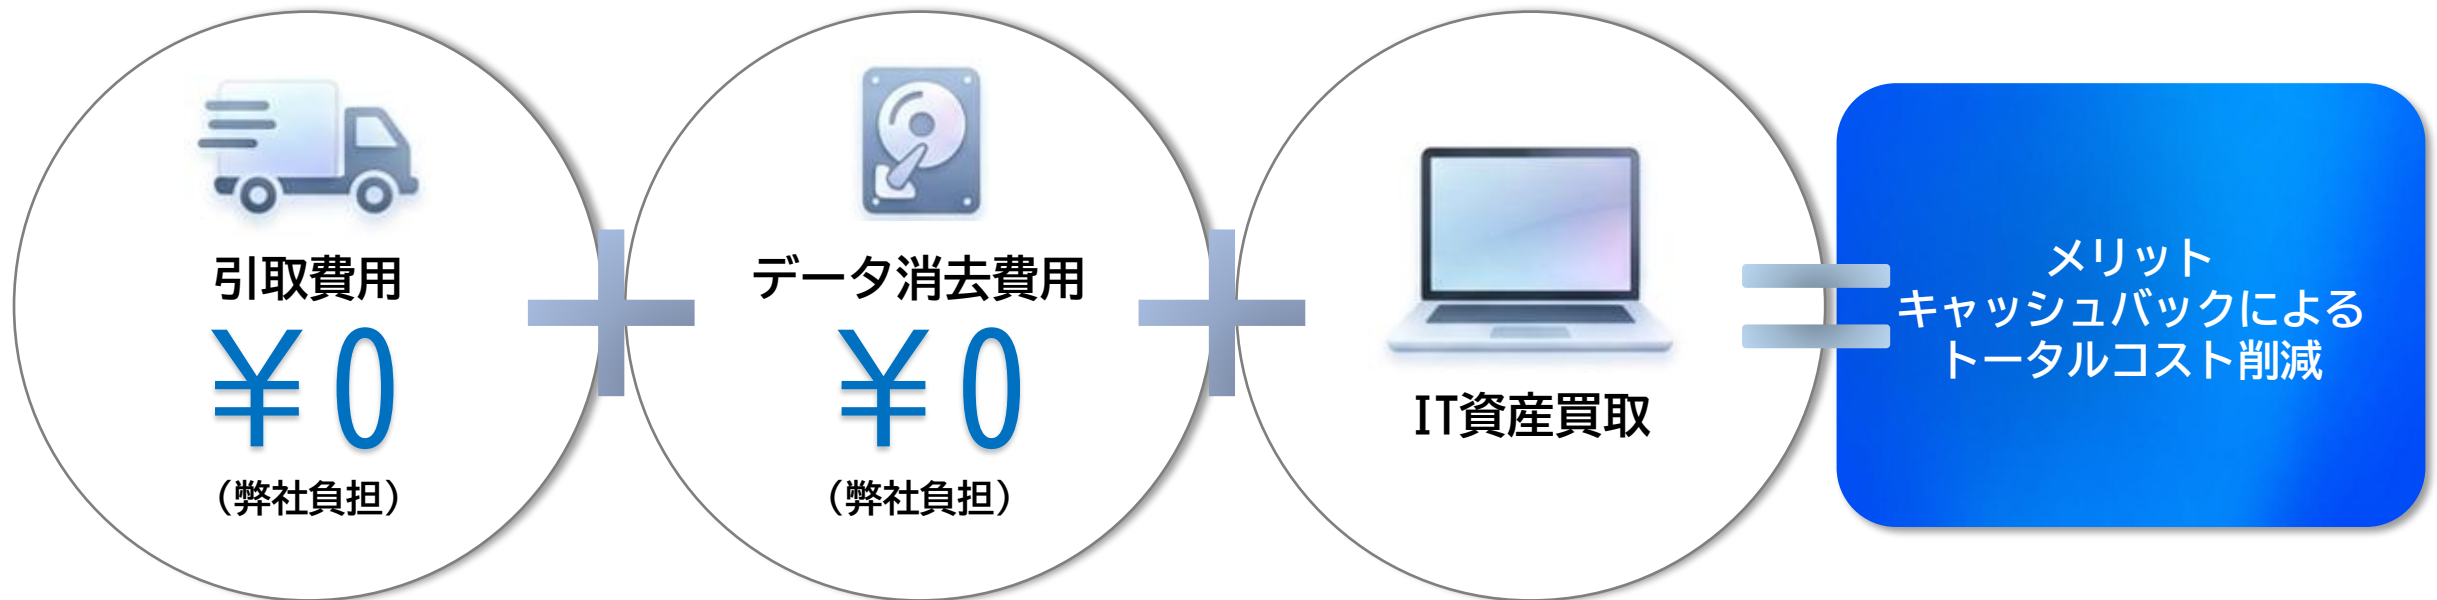 引取費用
￥0
（弊社負担）
データ消去費用
￥0
（弊社負担）
IT資産買取
メリット
キャッシュバックによる
トータルコスト削減